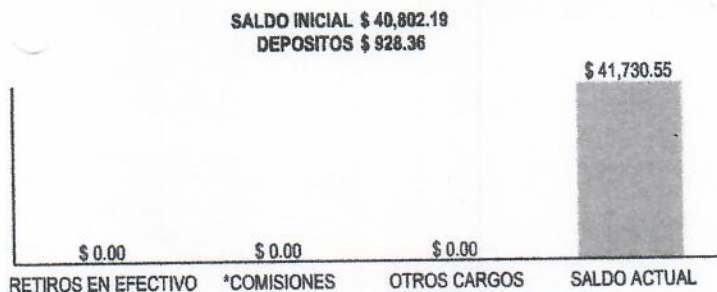 SALDO INICIAL $ 40,802.19
DEPOSITOS $ 928.36
$ 41,730.55
$ 0.00 $ 0.00 $ 0.00
RETIROS EN EFECTIVO *COMISIONES OTROS CARGOS SALDO ACTUAL